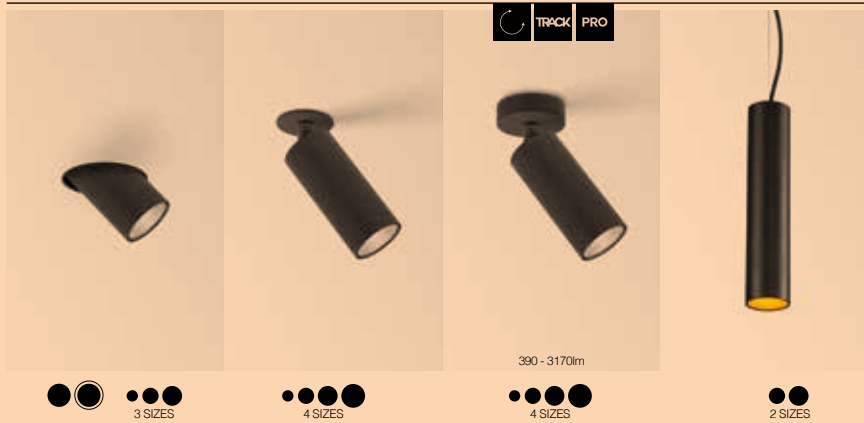 TRACK PRO
390 - 3170lm
3 SIZES
4 SIZES
4 SIZES
2 SIZES